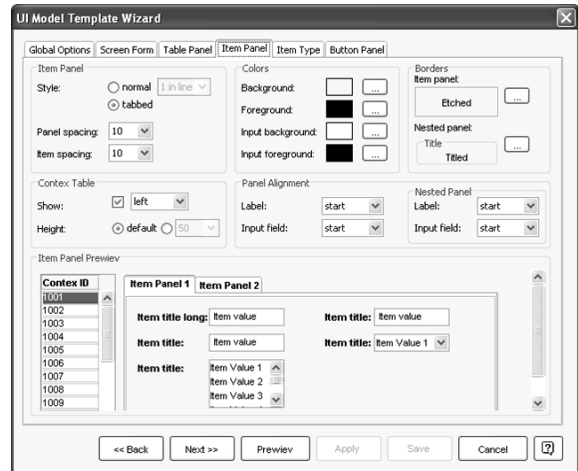 UI Model Template Wizard
Global Options Screen Form Table Panel Item Panel Item Type Button Panel
Item Panel Colors Borders
Style: normal 1 in line Background: ... Item panel:
tabbed Foreground: ... Etched ...
Panel spacing: 10 Input background: ... Nested panel:
Item spacing: 10 Input foreground: ... Title ...
Titled
Contex Table Panel Alignment Nested Panel
Show: left Label: start Label: start
Height: default 50 Input field: start Input field: start
Item Panel Previev
Contex ID Item Panel 1 Item Panel 2
1001
1002 Item title long: Item value Item title: Item value
1003
1004 Item title: Item value Item title: Item Value 1
1005
1006 Item title: Item Value 1
1007 Item Value 2
1008 Item Value 3
1009
<< Back Next >> Previev Apply Save Cancel ?